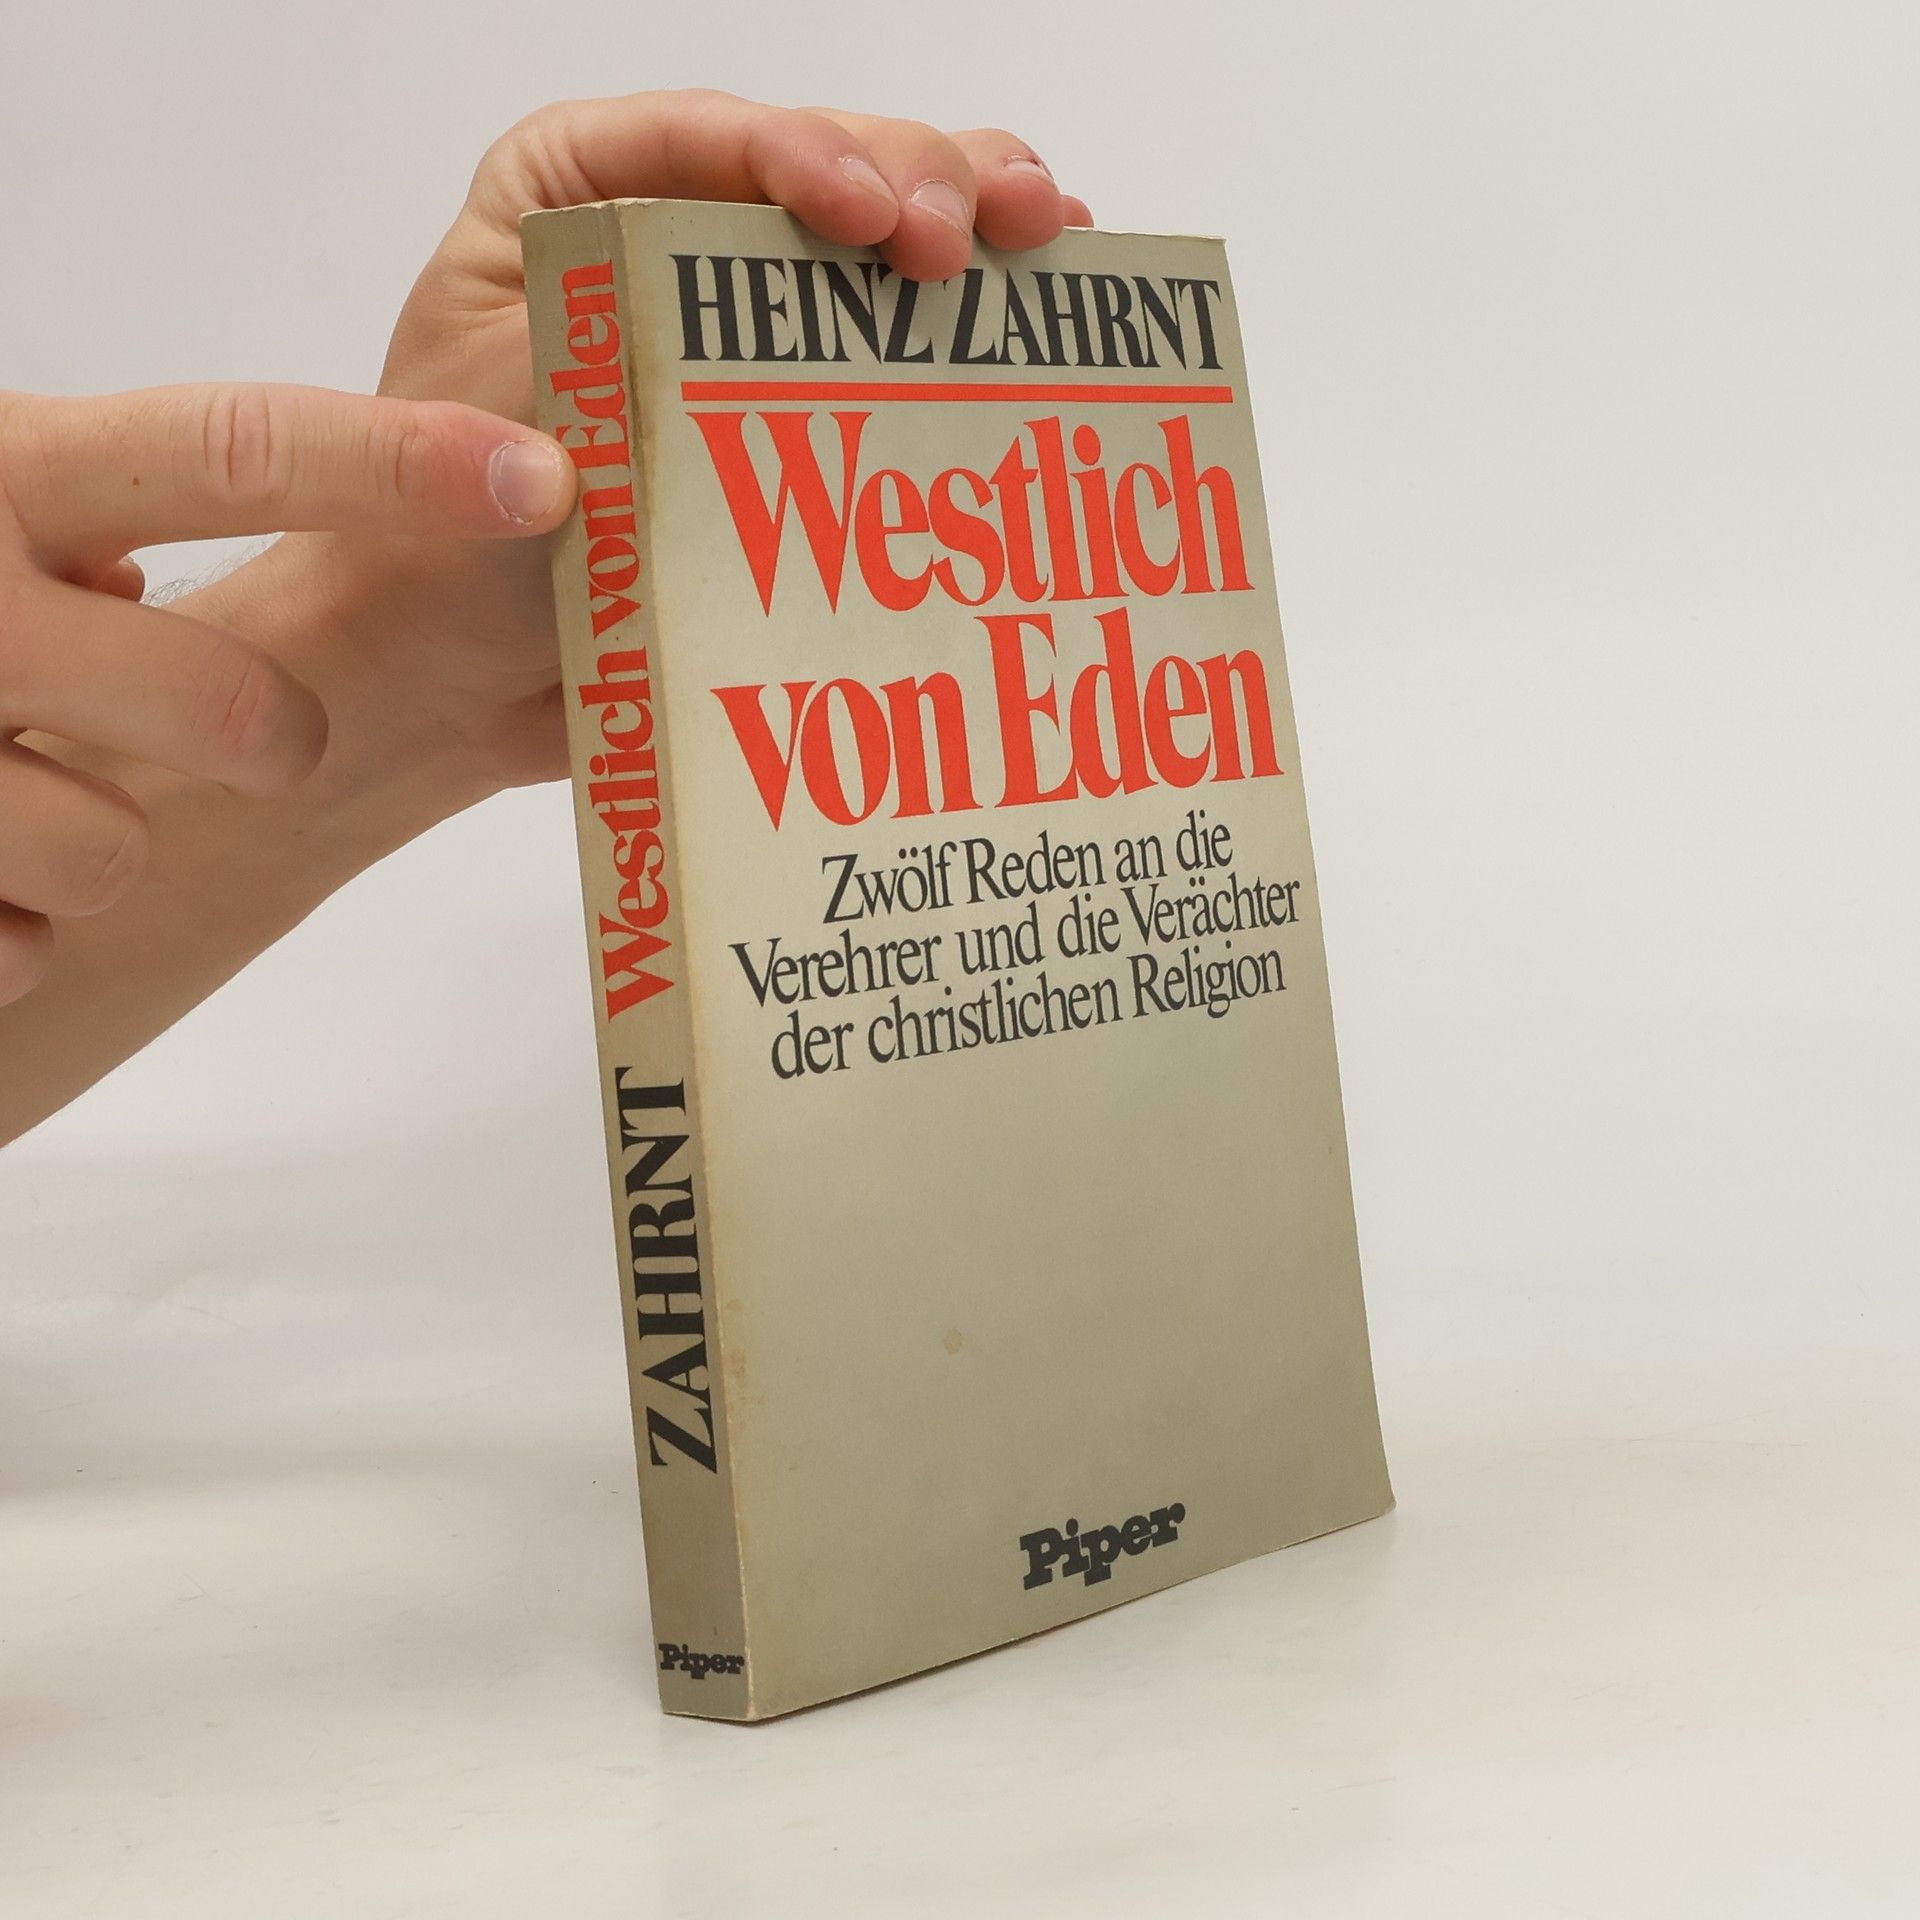 HEINZ ZAHRNT
Westlich
von Eden
Zwölf Reden an die
Verehrer und die Verächter
der christlichen Religion
Piper
ZAHRNT Westlich von Eden
Piper